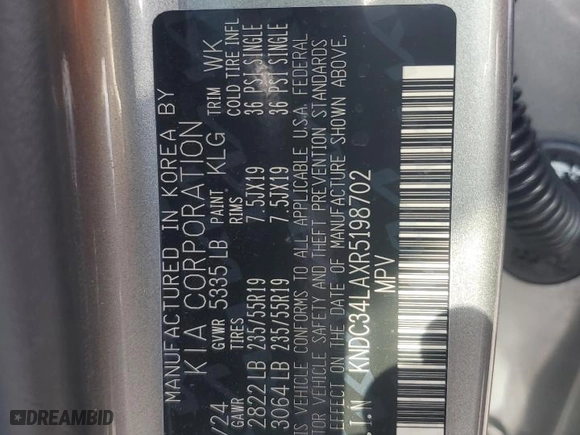 MANUFACTURED IN KOREA BY
KIA CORPORATION
/24 GVWR 5335 LB PAINT KLG TRIM WK
GAWR TIRES RIMS COLD TIRE INFL
2822 LB 235/55R19 7.5JX19 36 PSI SINGLE
3064 LB 235/55R19 7.5JX19 36 PSI SINGLE
VEHICLE CONFORMS TO ALL APPLICABLE U.S.A. FEDERAL
OR VEHICLE SAFETY AND THEFT PREVENTION STANDARDS
EFFECT ON THE DATE OF MANUFACTURE SHOWN ABOVE.
I.N KNDC34LAXR5198702
MPV
DREAMBID